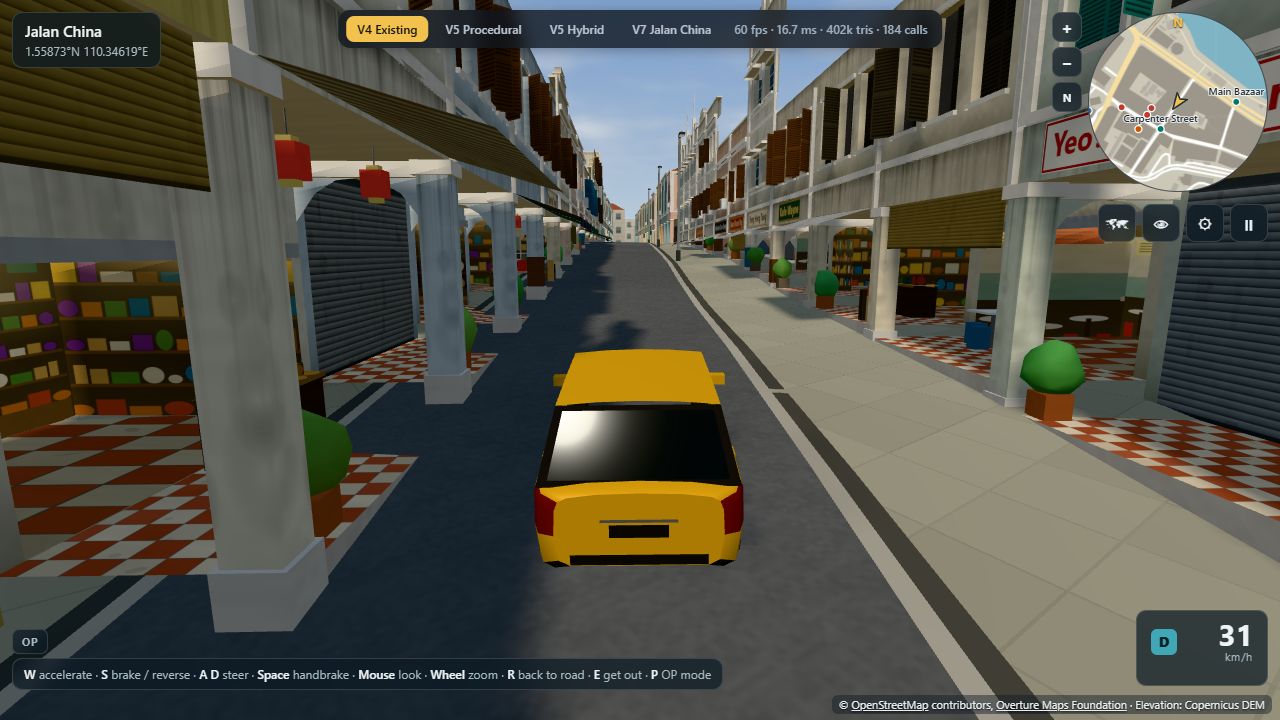 Jalan China
1.55873°N 110.34619°E
V4 Existing
V5 Procedural
V5 Hybrid
V7 Jalan China
60 fps · 16.7 ms · 402k tris · 184 calls
+
−
N
N
Main Bazaar
Carpenter Street
Yeo
OP
W accelerate · S brake / reverse · A D steer · Space handbrake · Mouse look · Wheel zoom · R back to road · E get out · P OP mode
D
31
km/h
© OpenStreetMap contributors, Overture Maps Foundation · Elevation: Copernicus DEM